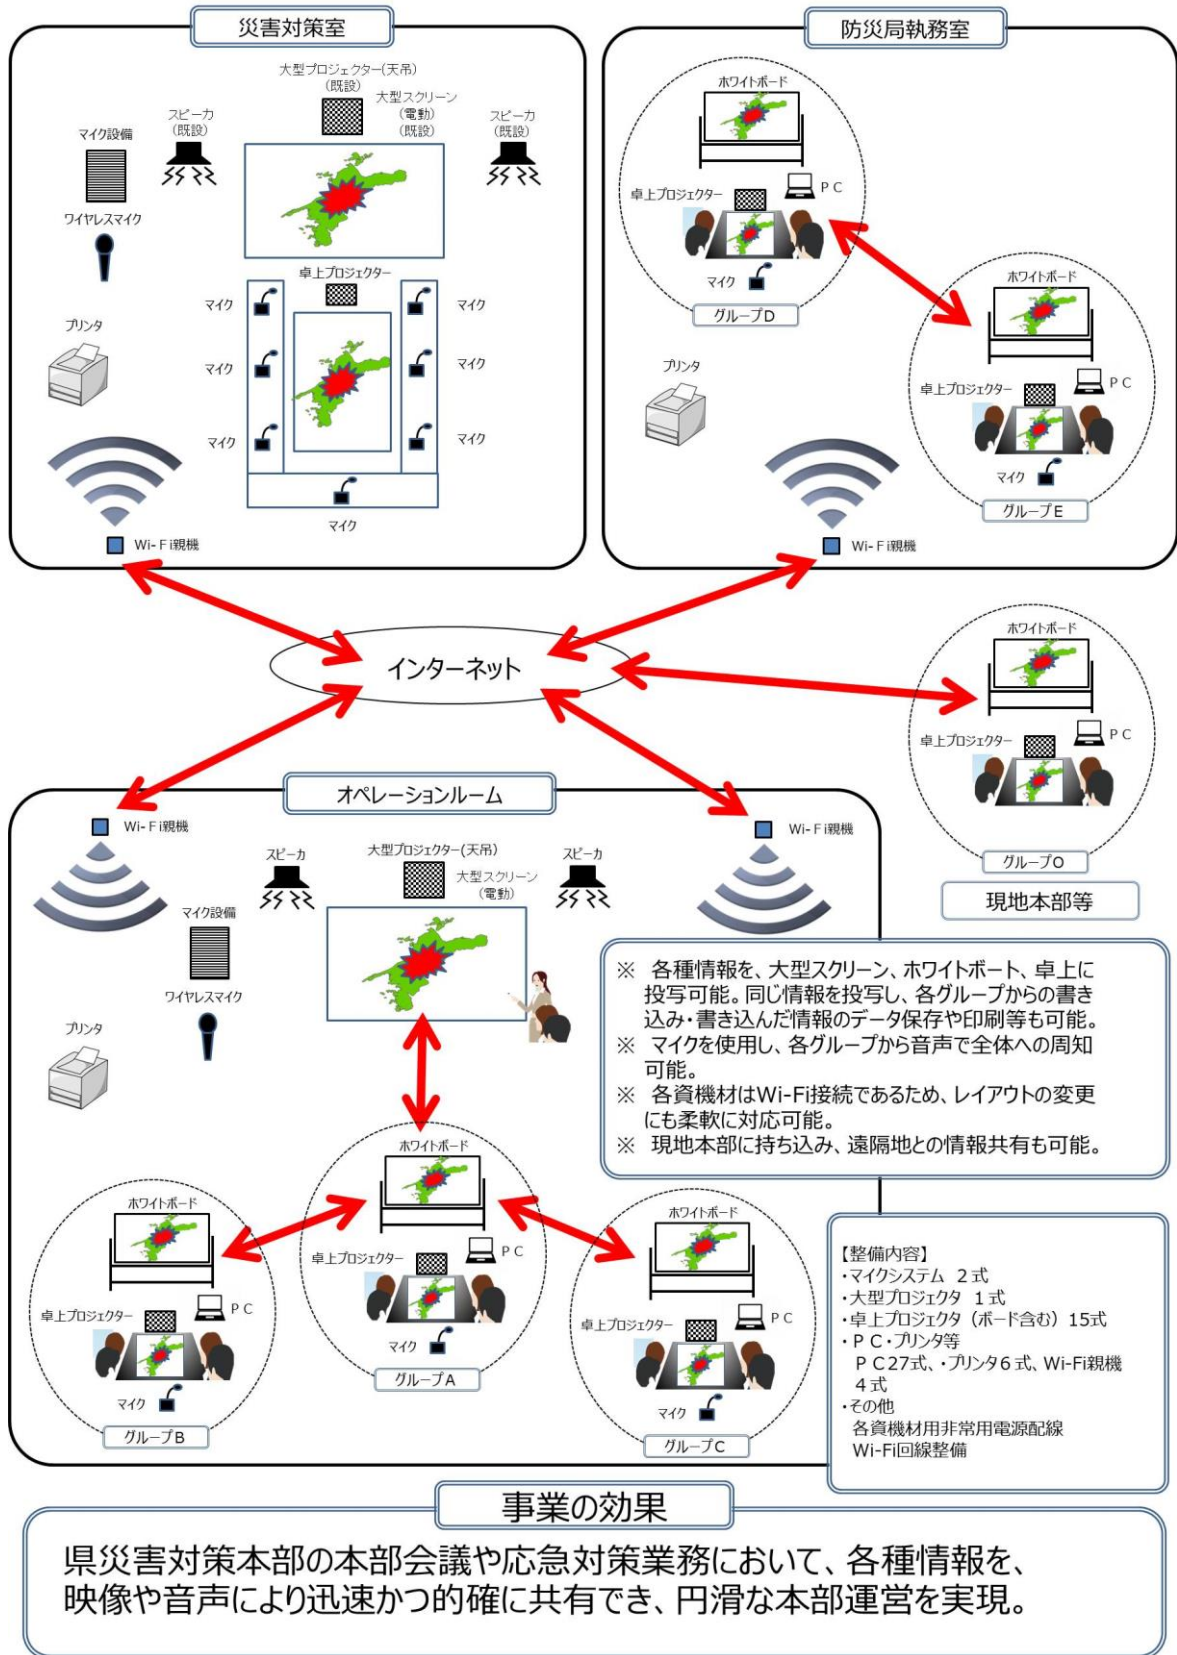 災害対策室
大型プロジェクター(天吊)
(既設)
大型スクリーン
(電動)
(既設)
スピーカ
(既設)
スピーカ
(既設)
マイク設備
ワイヤレスマイク
卓上プロジェクター
マイク
マイク
プリンタ
マイク
マイク
マイク
マイク
マイク
Wi-Fi親機
防災局執務室
ホワイトボード
卓上プロジェクター
PC
マイク
グループD
ホワイトボード
卓上プロジェクター
PC
マイク
グループE
プリンタ
Wi-Fi親機
インターネット
ホワイトボード
卓上プロジェクター
PC
グループO
現地本部等
オペレーションルーム
Wi-Fi親機
Wi-Fi親機
スピーカ
大型プロジェクター(天吊)
スピーカ
大型スクリーン
(電動)
マイク設備
ワイヤレスマイク
プリンタ
ホワイトボード
卓上プロジェクター
PC
マイク
グループA
ホワイトボード
卓上プロジェクター
PC
マイク
グループB
ホワイトボード
卓上プロジェクター
PC
マイク
グループC
※ 各種情報を、大型スクリーン、ホワイトボート、卓上に
投写可能。同じ情報を投写し、各グループからの書き
込み・書き込んだ情報のデータ保存や印刷等も可能。
※ マイクを使用し、各グループから音声で全体への周知
可能。
※ 各資機材はWi-Fi接続であるため、レイアウトの変更
にも柔軟に対応可能。
※ 現地本部に持ち込み、遠隔地との情報共有も可能。
【整備内容】
・マイクシステム 2式
・大型プロジェクタ 1式
・卓上プロジェクタ(ボード含む)15式
・PC・プリンタ等
PC27式、・プリンタ6式、Wi-Fi親機
4式
・その他
各資機材用非常用電源配線
Wi-Fi回線整備
事業の効果
県災害対策本部の本部会議や応急対策業務において、各種情報を、
映像や音声により迅速かつ的確に共有でき、円滑な本部運営を実現。